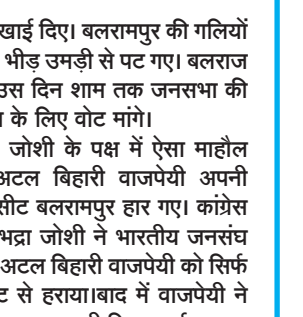 खाई दिए। बलरामपुर की गलियों
भीड़ उमड़ी से पट गए। बलराज
उस दिन शाम तक जनसभा की
के लिए वोट मांगे।
जोशी के पक्ष में ऐसा माहौल
अटल बिहारी वाजपेयी अपनी
सीट बलरामपुर हार गए। कांग्रेस
भद्रा जोशी ने भारतीय जनसंघ
अटल बिहारी वाजपेयी को सिर्फ
ट से हराया।बाद में वाजपेयी ने